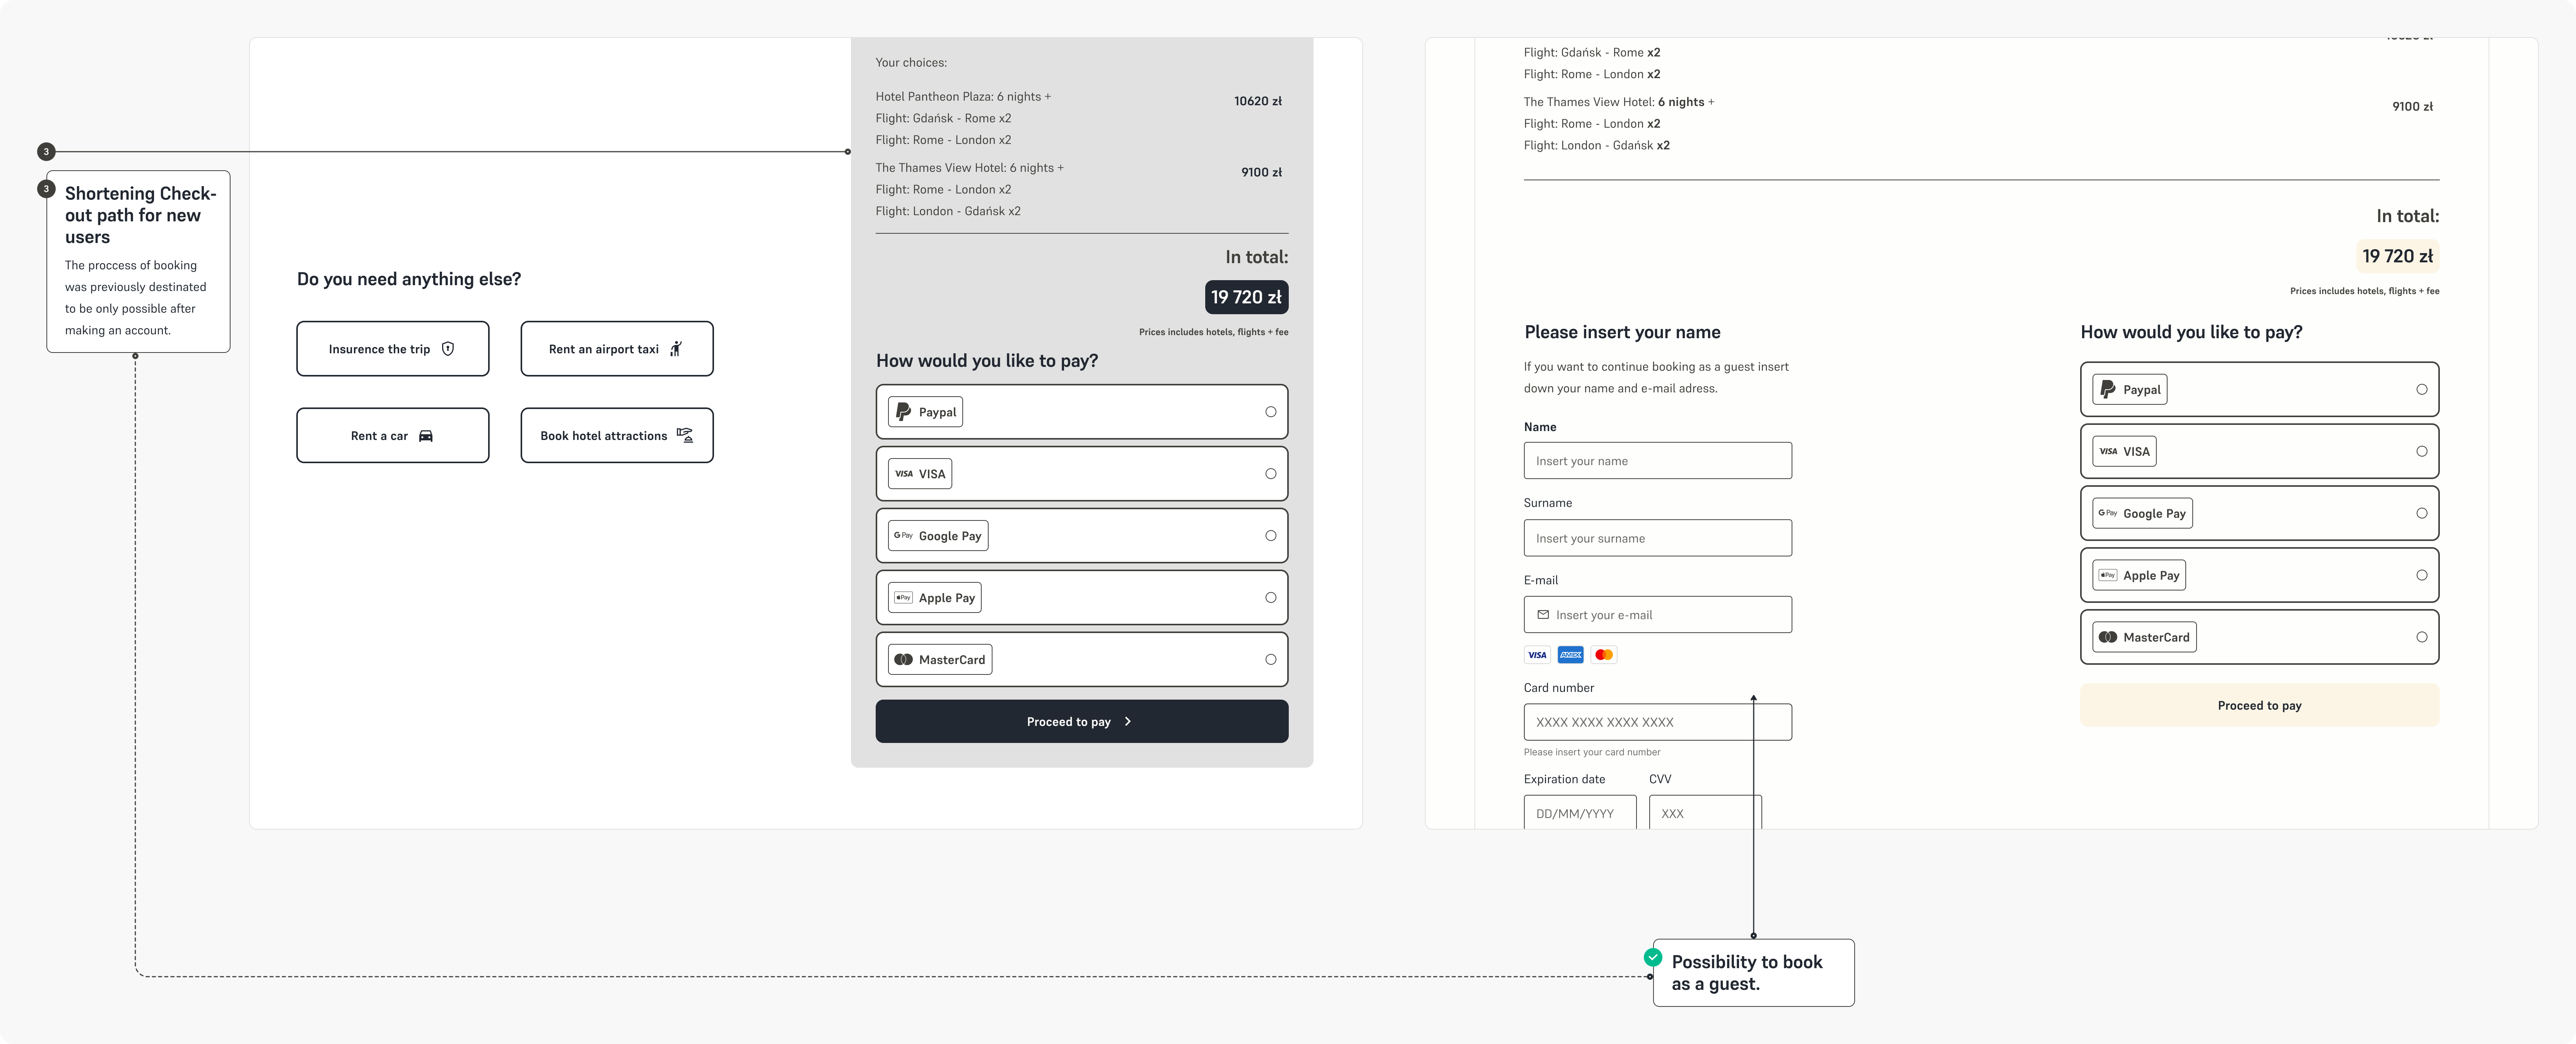 3
3
Shortening Check-
out path for new
users
The proccess of booking
was previously destinated
to be only possible after
making an account.
Do you need anything else?
Insurence the trip
Rent an airport taxi
Rent a car
Book hotel attractions
Your choices:
Hotel Pantheon Plaza: 6 nights +
10620 zł
Flight: Gdańsk - Rome x2
Flight: Rome - London x2
The Thames View Hotel: 6 nights +
9100 zł
Flight: Rome - London x2
Flight: London - Gdańsk x2
In total:
19 720 zł
Prices includes hotels, flights + fee
How would you like to pay?
Paypal
VISA VISA
G Pay Google Pay
Pay Apple Pay
MasterCard
Proceed to pay
Flight: Gdańsk - Rome x2
Flight: Rome - London x2
The Thames View Hotel: 6 nights +
9100 zł
Flight: Rome - London x2
Flight: London - Gdańsk x2
In total:
19 720 zł
Prices includes hotels, flights + fee
Please insert your name
If you want to continue booking as a guest insert
down your name and e-mail adress.
Name
Insert your name
Surname
Insert your surname
E-mail
Insert your e-mail
VISA AMEX
Card number
XXXX XXXX XXXX XXXX
Please insert your card number
Expiration date CVV
DD/MM/YYYY XXX
How would you like to pay?
Paypal
VISA VISA
G Pay Google Pay
Pay Apple Pay
MasterCard
Proceed to pay
Possibility to book
as a guest.